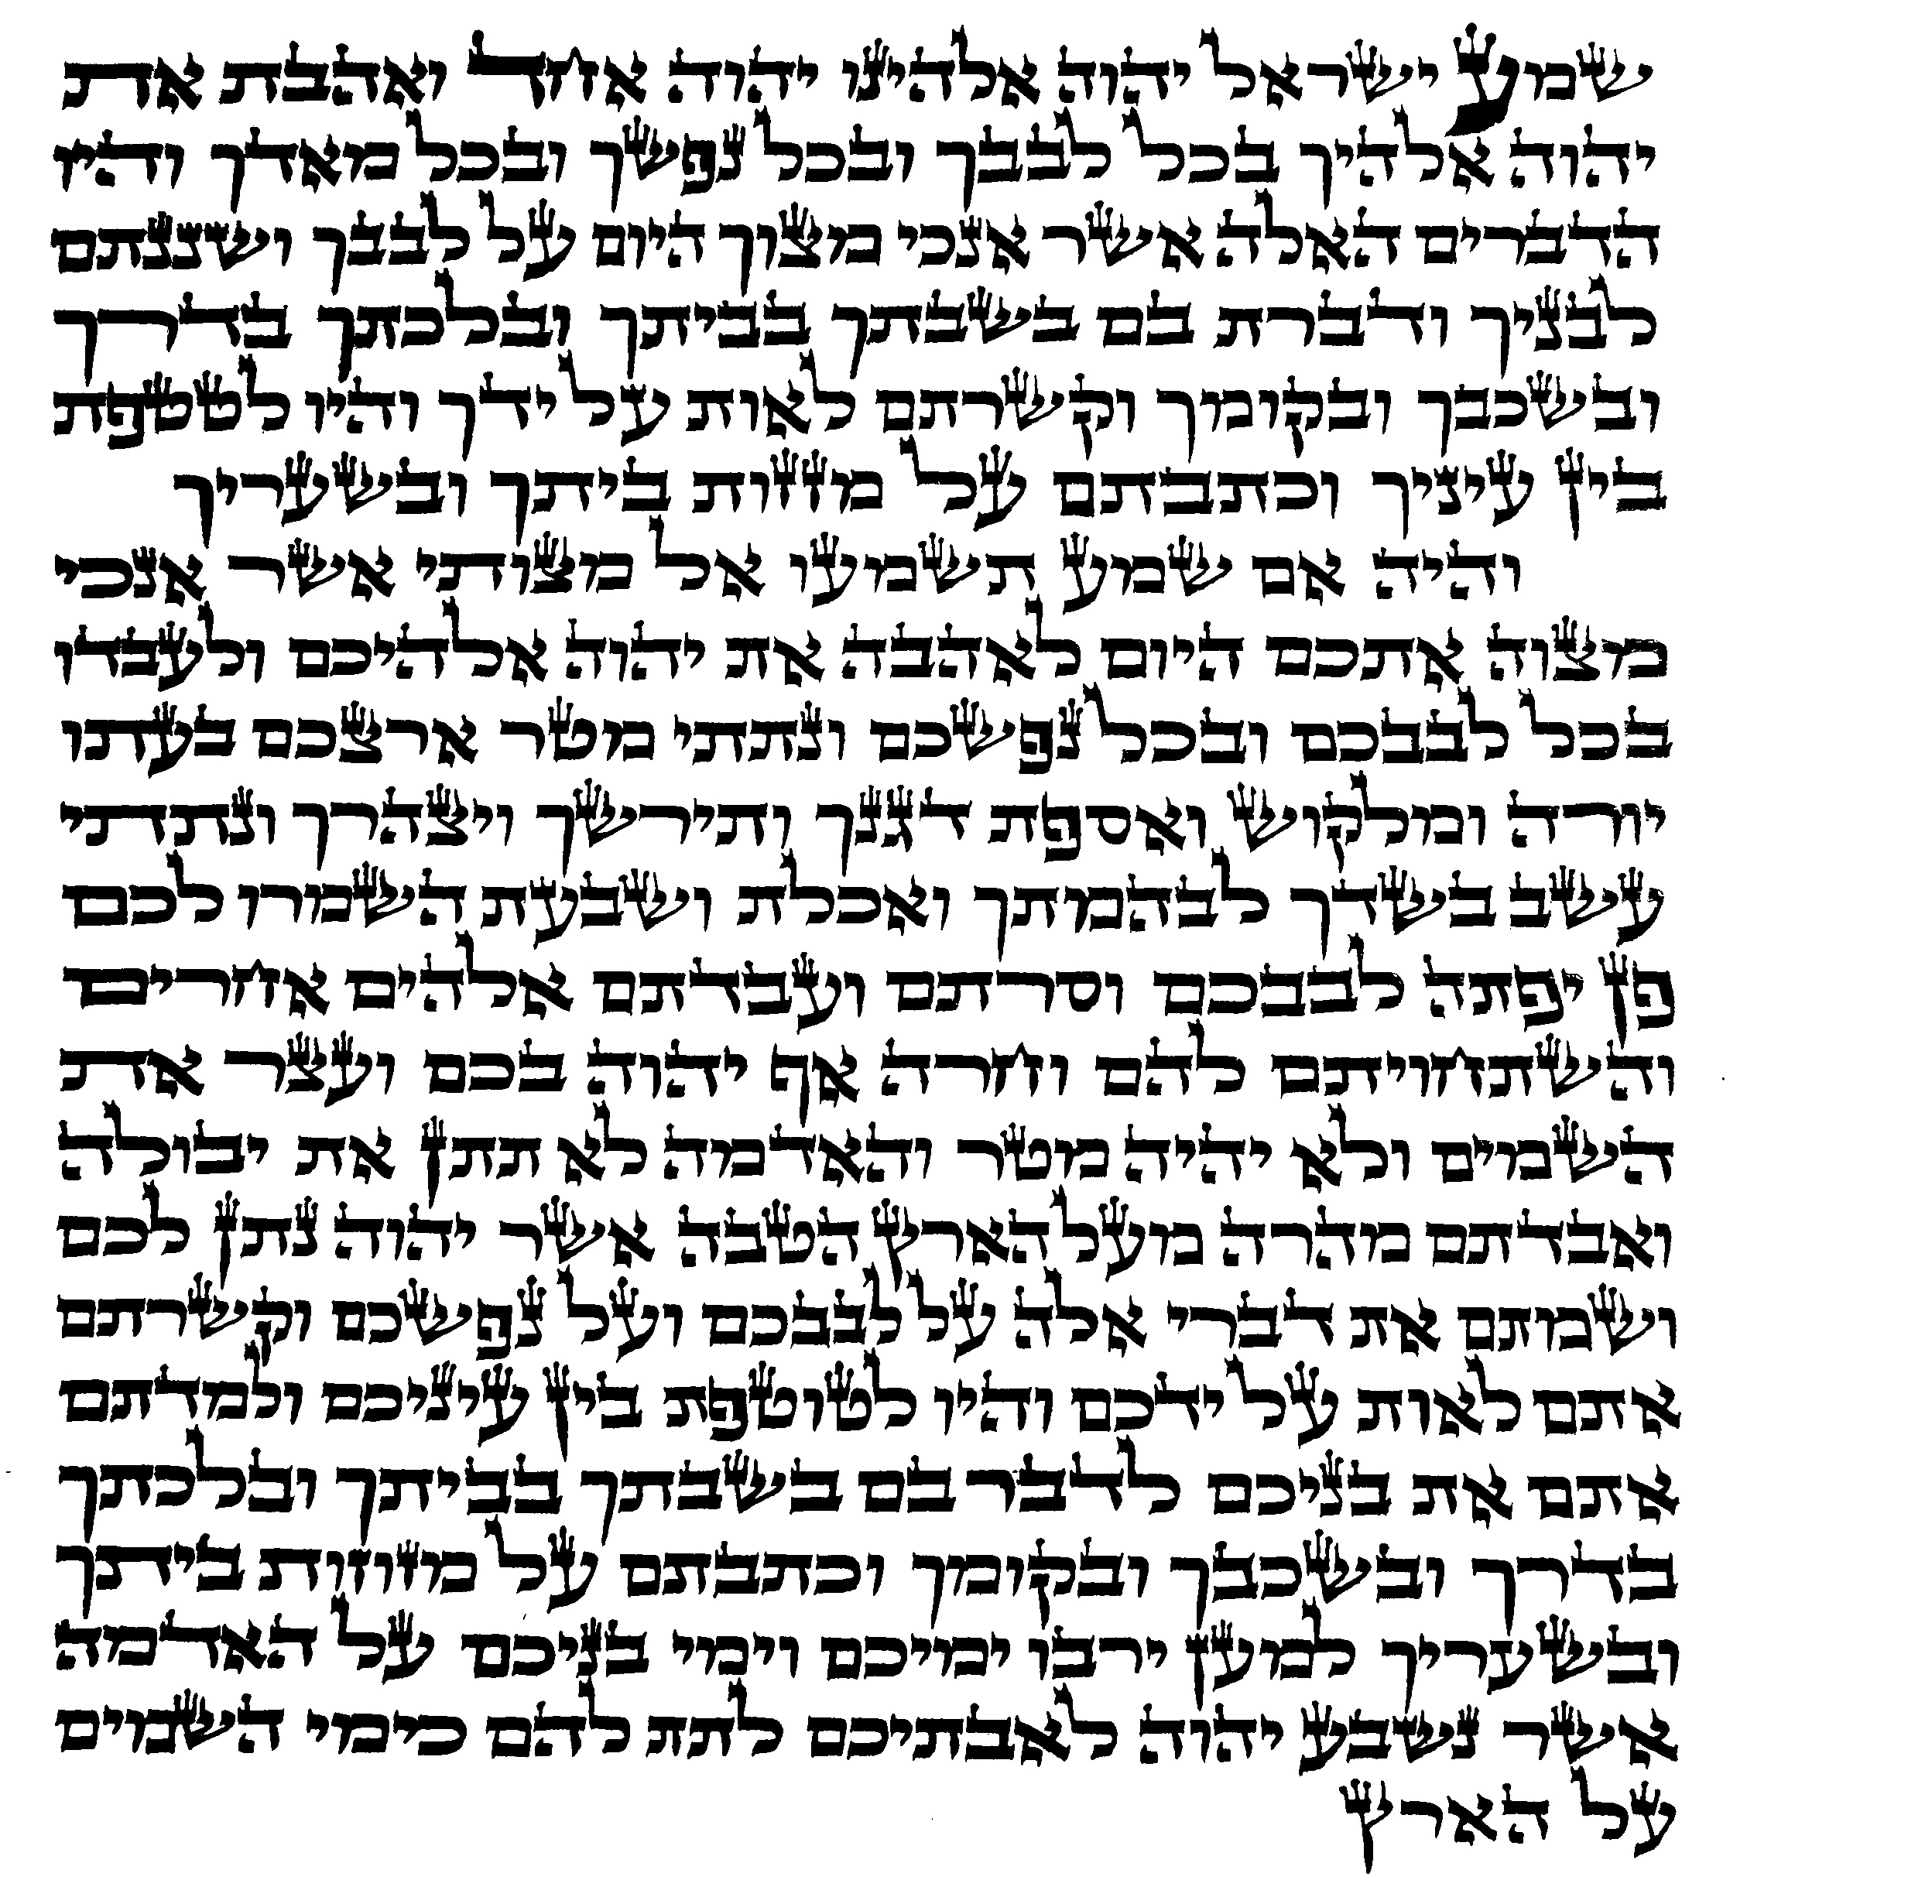 שמע ישראל יהוה אלהינו יהוה אחד ואהבת את
יהוה אלהיך בכל לבבך ובכל נפשך ובכל מאדך והיו
הדברים האלה אשר אנכי מצוך היום על לבבך ושננתם
לבניך ודברת בם בשבתך בביתך ובלכתך בדרך
ובשכבך ובקומך וקשרתם לאות על ידך והיו לטטפת
בין עיניך וכתבתם על מזזות ביתך ובשעריך
והיה אם שמע תשמעו אל מצותי אשר אנכי
מצוה אתכם היום לאהבה את יהוה אלהיכם ולעבדו
בכל לבבכם ובכל נפשכם ונתתי מטר ארצכם בעתו
יורה ומלקוש ואספת דגנך ותירשך ויצהרך ונתתי
עשב בשדך לבהמתך ואכלת ושבעת השמרו לכם
פן יפתה לבבכם וסרתם ועבדתם אלהים אחרים
והשתחויתם להם וחרה אף יהוה בכם ועצר את
השמים ולא יהיה מטר והאדמה לא תתן את יבולה
ואבדתם מהרה מעל הארץ הטבה אשר יהוה נתן לכם
ושמתם את דברי אלה על לבבכם ועל נפשכם וקשרתם
אתם לאות על ידכם והיו לטוטפת בין עיניכם ולמדתם
אתם את בניכם לדבר בם בשבתך בביתך ובלכתך
בדרך ובשכבך ובקומך וכתבתם על מזוזות ביתך
ובשעריך למען ירבו ימיכם וימי בניכם על האדמה
אשר נשבע יהוה לאבתיכם לתת להם כימי השמים
על הארץ